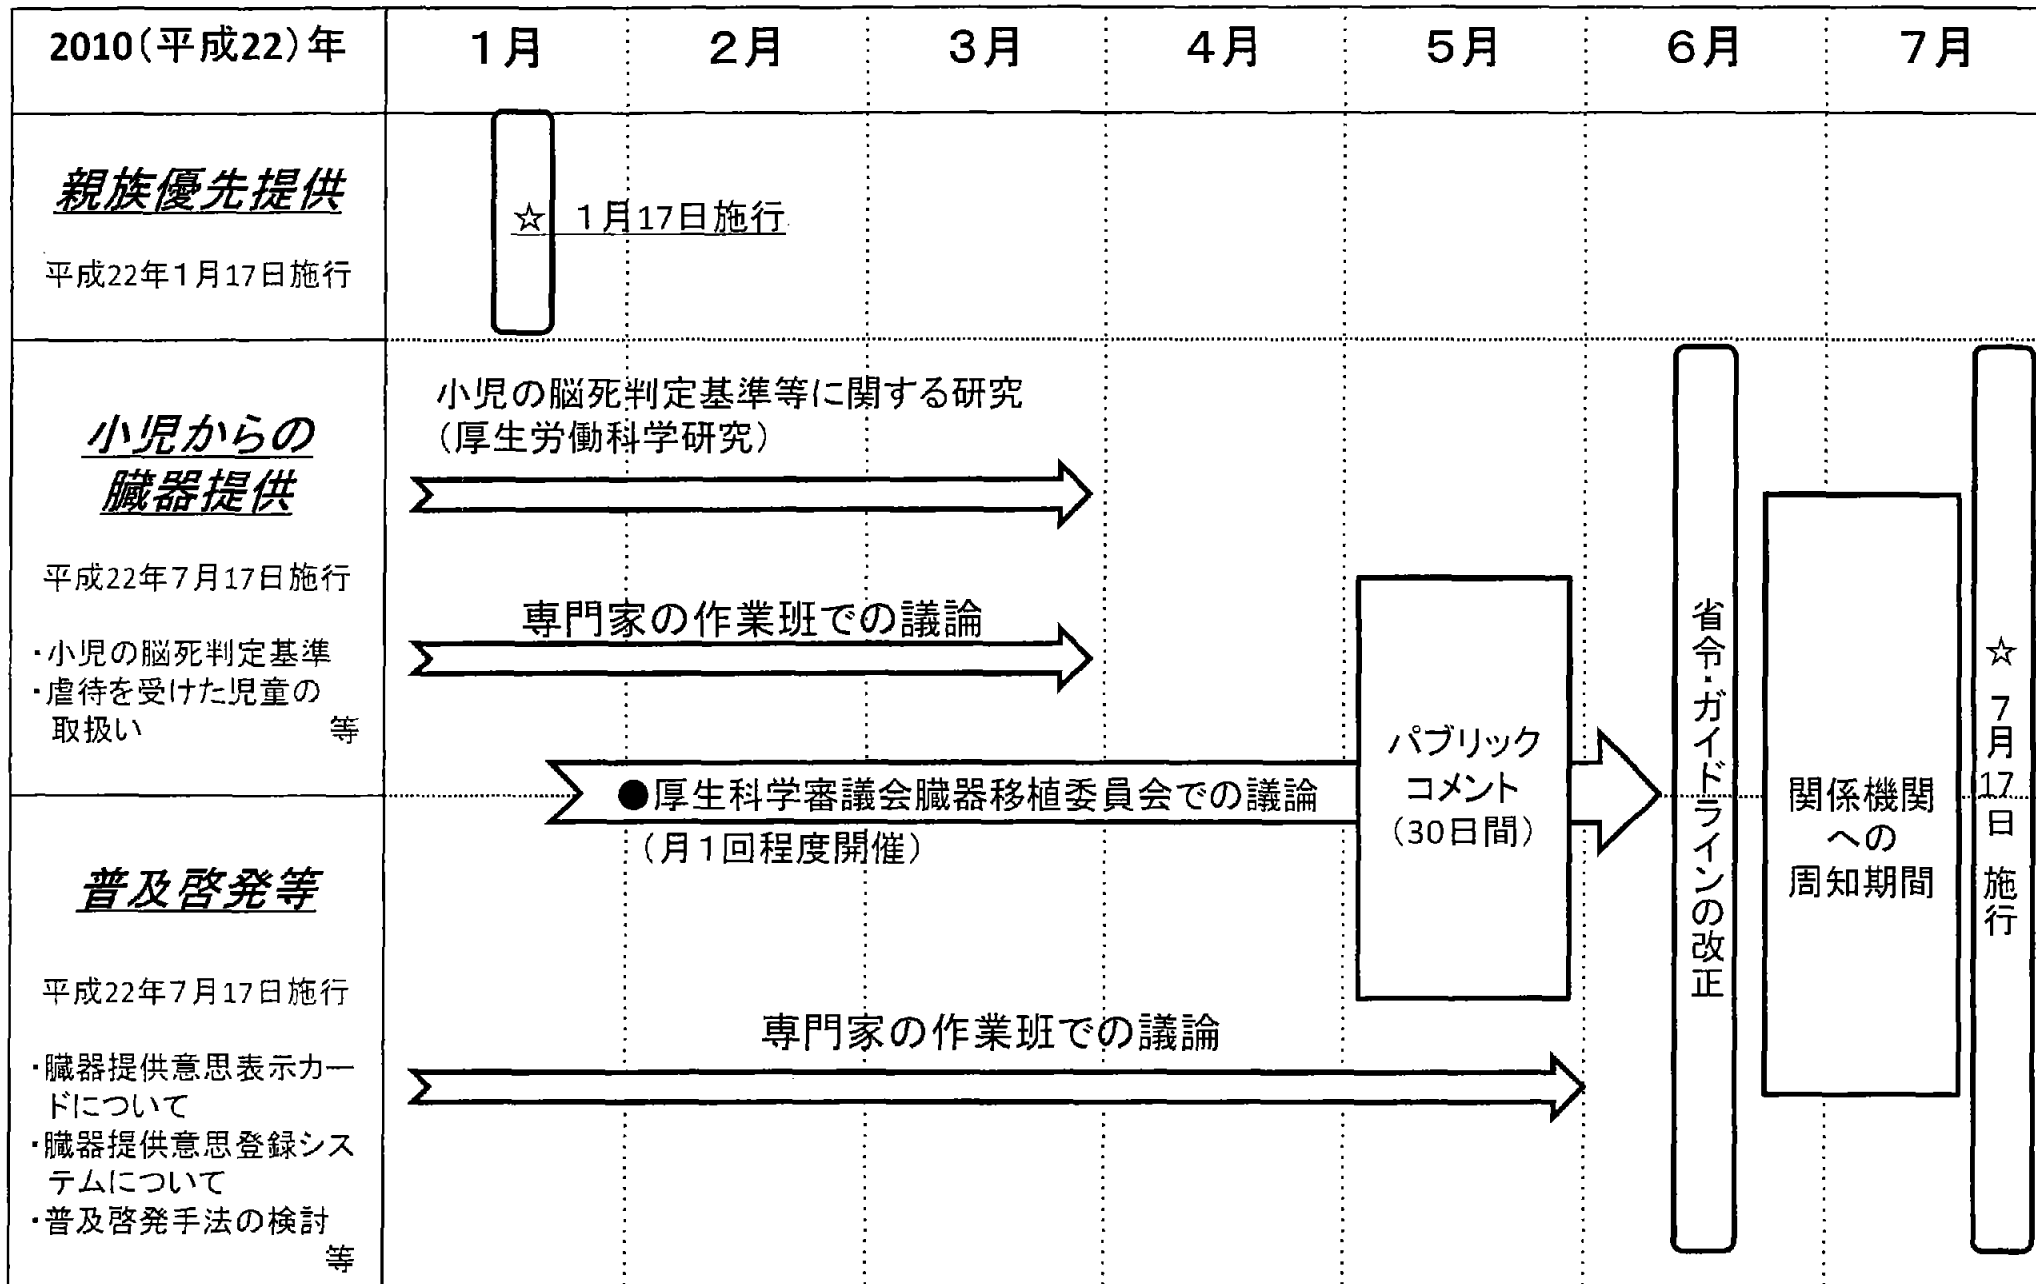 2010(平成22)年
1月
2月
3月
4月
5月
6月
7月
親族優先提供
平成22年1月17日施行
☆ 1月17日施行
小児からの
臓器提供
平成22年7月17日施行
・小児の脳死判定基準
・虐待を受けた児童の
取扱い 等
小児の脳死判定基準等に関する研究
(厚生労働科学研究)
専門家の作業班での議論
●厚生科学審議会臓器移植委員会での議論
(月1回程度開催)
パブリック
コメント
(30日間)
省令・ガイドラインの改正
関係機関
への
周知期間
☆ 7月17日 施行
普及啓発等
平成22年7月17日施行
・臓器提供意思表示カー
ドについて
・臓器提供意思登録シス
テムについて
・普及啓発手法の検討
等
専門家の作業班での議論